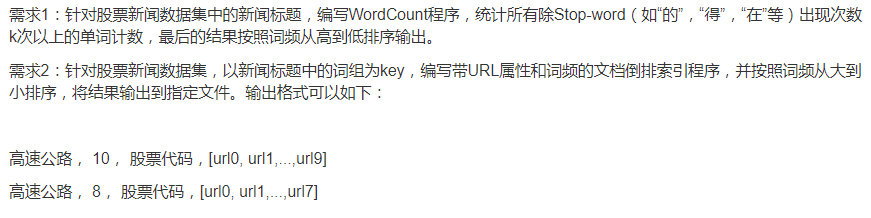 需求1：针对股票新闻数据集中的新闻标题，编写WordCount程序，统计所有除Stop-word（如“的”，“得”，“在”等）出现次数
k次以上的单词计数，最后的结果按照词频从高到低排序输出。
需求2：针对股票新闻数据集，以新闻标题中的词组为key，编写带URL属性和词频的文档倒排索引程序，并按照词频从大到
小排序，将结果输出到指定文件。输出格式可以如下：
高速公路， 10， 股票代码，[url0, url1,...,url9]
高速公路， 8， 股票代码，[url0, url1,...,url7]